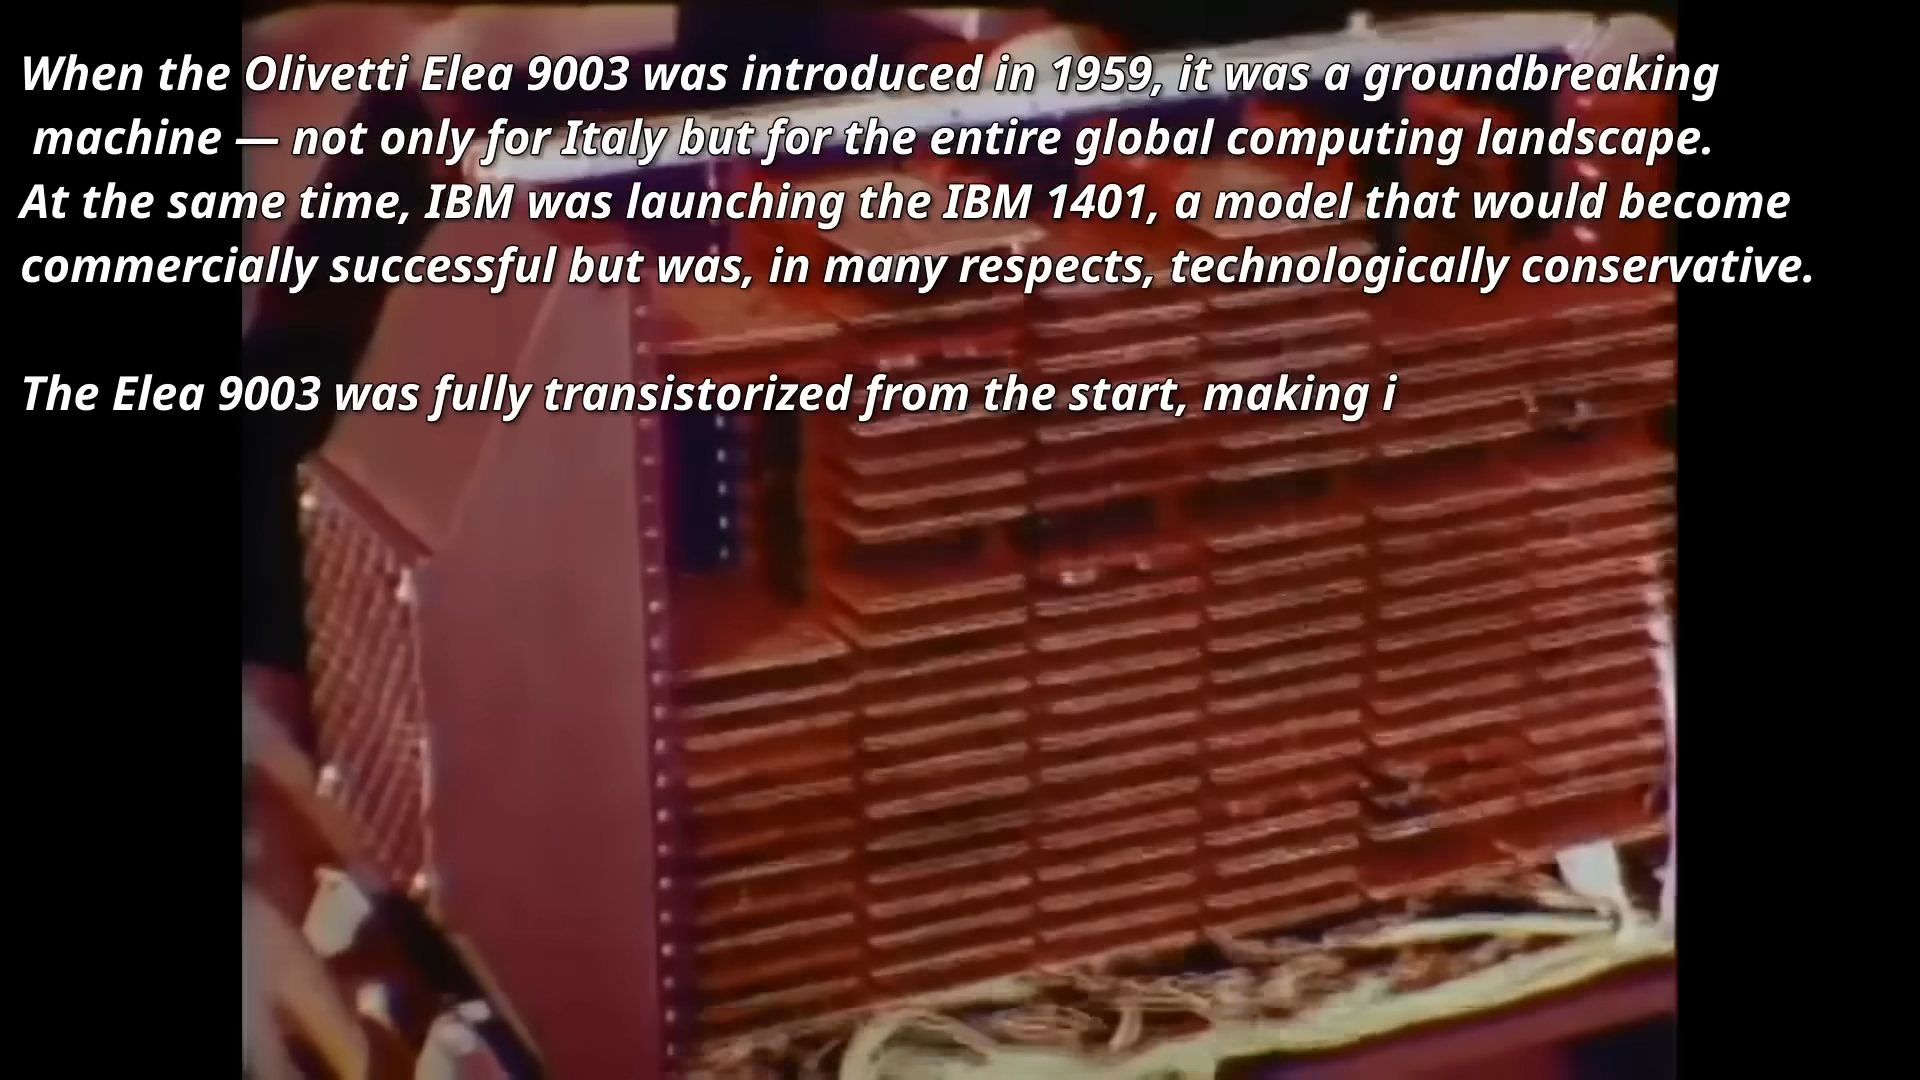 When the Olivetti Elea 9003 was introduced in 1959, it was a groundbreaking
machine — not only for Italy but for the entire global computing landscape.
At the same time, IBM was launching the IBM 1401, a model that would become
commercially successful but was, in many respects, technologically conservative.
The Elea 9003 was fully transistorized from the start, making i